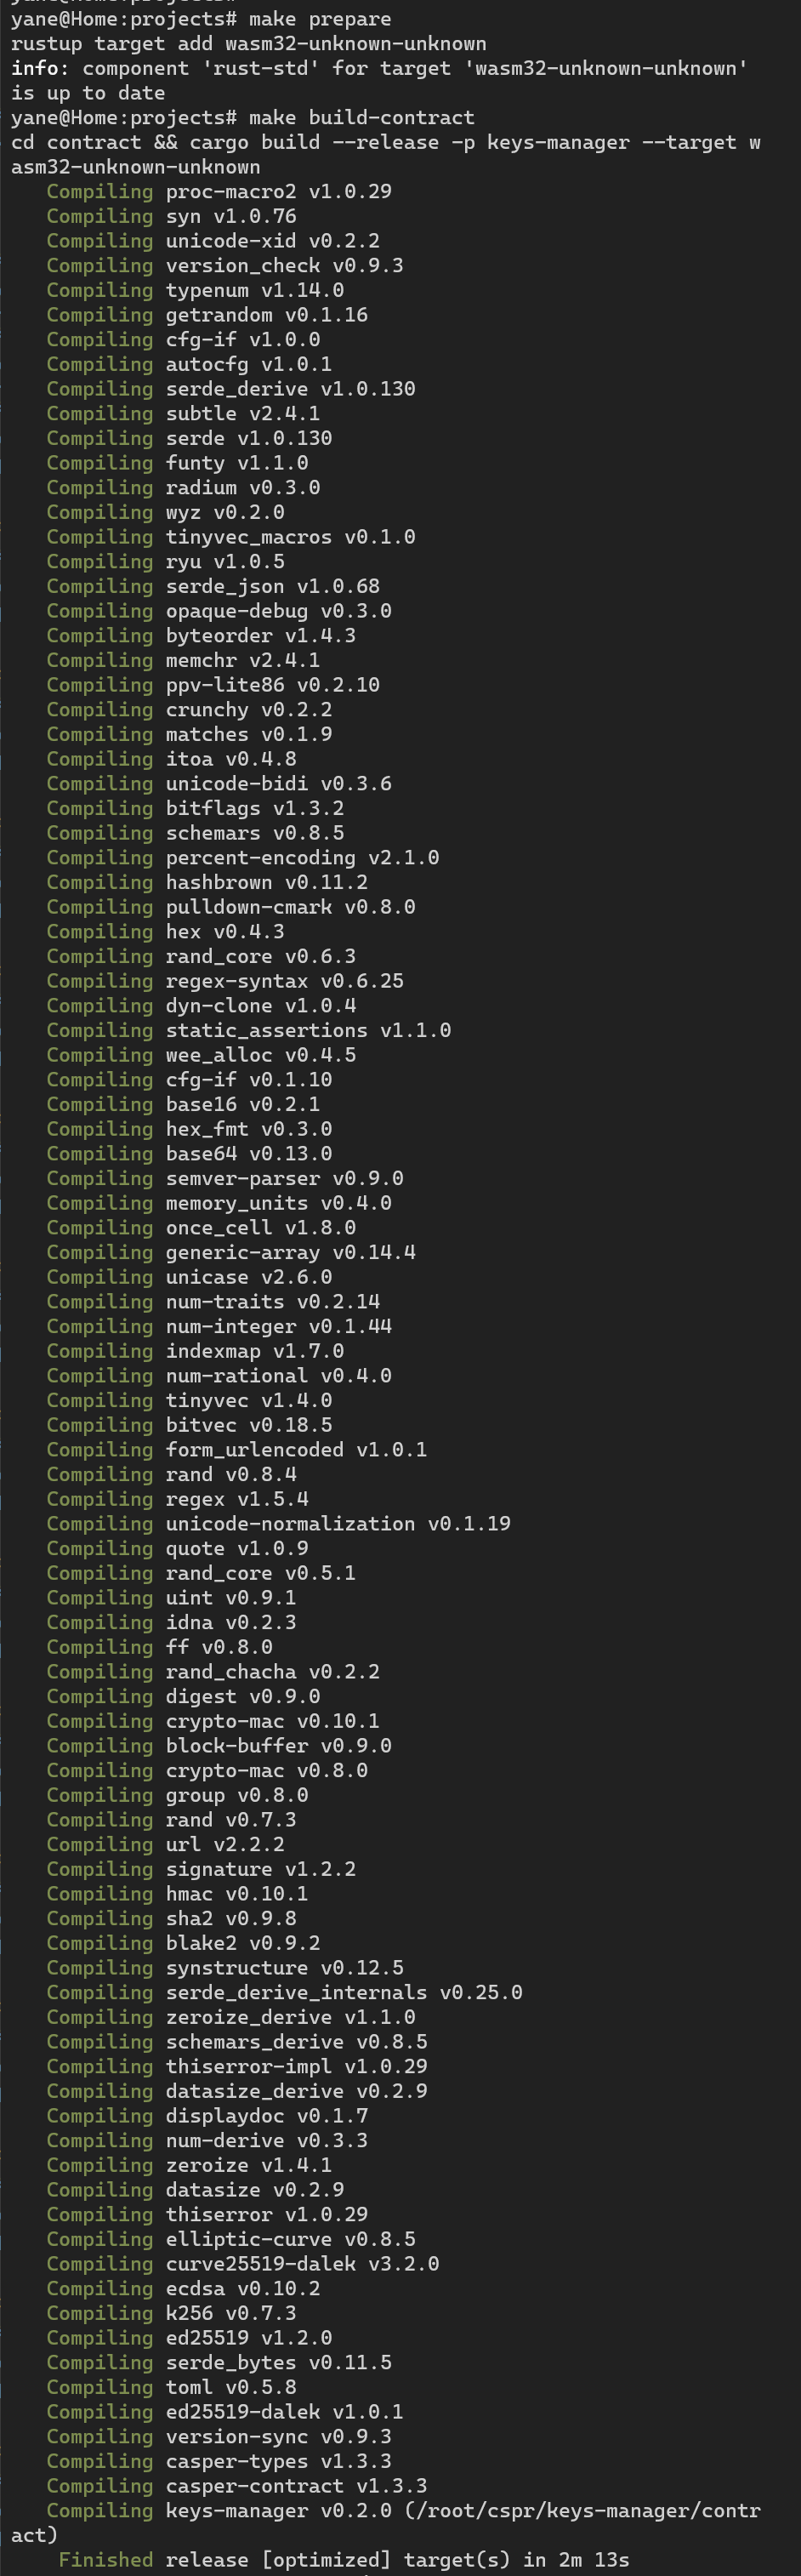 yane@Home:projects# make prepare
rustup target add wasm32-unknown-unknown
info: component 'rust-std' for target 'wasm32-unknown-unknown'
is up to date
yane@Home:projects# make build-contract
cd contract && cargo build --release -p keys-manager --target w
asm32-unknown-unknown
Compiling proc-macro2 v1.0.29
Compiling syn v1.0.76
Compiling unicode-xid v0.2.2
Compiling version_check v0.9.3
Compiling typenum v1.14.0
Compiling getrandom v0.1.16
Compiling cfg-if v1.0.0
Compiling autocfg v1.0.1
Compiling serde_derive v1.0.130
Compiling subtle v2.4.1
Compiling serde v1.0.130
Compiling funty v1.1.0
Compiling radium v0.3.0
Compiling wyz v0.2.0
Compiling tinyvec_macros v0.1.0
Compiling ryu v1.0.5
Compiling serde_json v1.0.68
Compiling opaque-debug v0.3.0
Compiling byteorder v1.4.3
Compiling memchr v2.4.1
Compiling ppv-lite86 v0.2.10
Compiling crunchy v0.2.2
Compiling matches v0.1.9
Compiling itoa v0.4.8
Compiling unicode-bidi v0.3.6
Compiling bitflags v1.3.2
Compiling schemars v0.8.5
Compiling percent-encoding v2.1.0
Compiling hashbrown v0.11.2
Compiling pulldown-cmark v0.8.0
Compiling hex v0.4.3
Compiling rand_core v0.6.3
Compiling regex-syntax v0.6.25
Compiling dyn-clone v1.0.4
Compiling static_assertions v1.1.0
Compiling wee_alloc v0.4.5
Compiling cfg-if v0.1.10
Compiling base16 v0.2.1
Compiling hex_fmt v0.3.0
Compiling base64 v0.13.0
Compiling semver-parser v0.9.0
Compiling memory_units v0.4.0
Compiling once_cell v1.8.0
Compiling generic-array v0.14.4
Compiling unicase v2.6.0
Compiling num-traits v0.2.14
Compiling num-integer v0.1.44
Compiling indexmap v1.7.0
Compiling num-rational v0.4.0
Compiling tinyvec v1.4.0
Compiling bitvec v0.18.5
Compiling form_urlencoded v1.0.1
Compiling rand v0.8.4
Compiling regex v1.5.4
Compiling unicode-normalization v0.1.19
Compiling quote v1.0.9
Compiling rand_core v0.5.1
Compiling uint v0.9.1
Compiling idna v0.2.3
Compiling ff v0.8.0
Compiling rand_chacha v0.2.2
Compiling digest v0.9.0
Compiling crypto-mac v0.10.1
Compiling block-buffer v0.9.0
Compiling crypto-mac v0.8.0
Compiling group v0.8.0
Compiling rand v0.7.3
Compiling url v2.2.2
Compiling signature v1.2.2
Compiling hmac v0.10.1
Compiling sha2 v0.9.8
Compiling blake2 v0.9.2
Compiling synstructure v0.12.5
Compiling serde_derive_internals v0.25.0
Compiling zeroize_derive v1.1.0
Compiling schemars_derive v0.8.5
Compiling thiserror-impl v1.0.29
Compiling datasize_derive v0.2.9
Compiling displaydoc v0.1.7
Compiling num-derive v0.3.3
Compiling zeroize v1.4.1
Compiling datasize v0.2.9
Compiling thiserror v1.0.29
Compiling elliptic-curve v0.8.5
Compiling curve25519-dalek v3.2.0
Compiling ecdsa v0.10.2
Compiling k256 v0.7.3
Compiling ed25519 v1.2.0
Compiling serde_bytes v0.11.5
Compiling toml v0.5.8
Compiling ed25519-dalek v1.0.1
Compiling version-sync v0.9.3
Compiling casper-types v1.3.3
Compiling casper-contract v1.3.3
Compiling keys-manager v0.2.0 (/root/cspr/keys-manager/contr
act)
Finished release [optimized] target(s) in 2m 13s